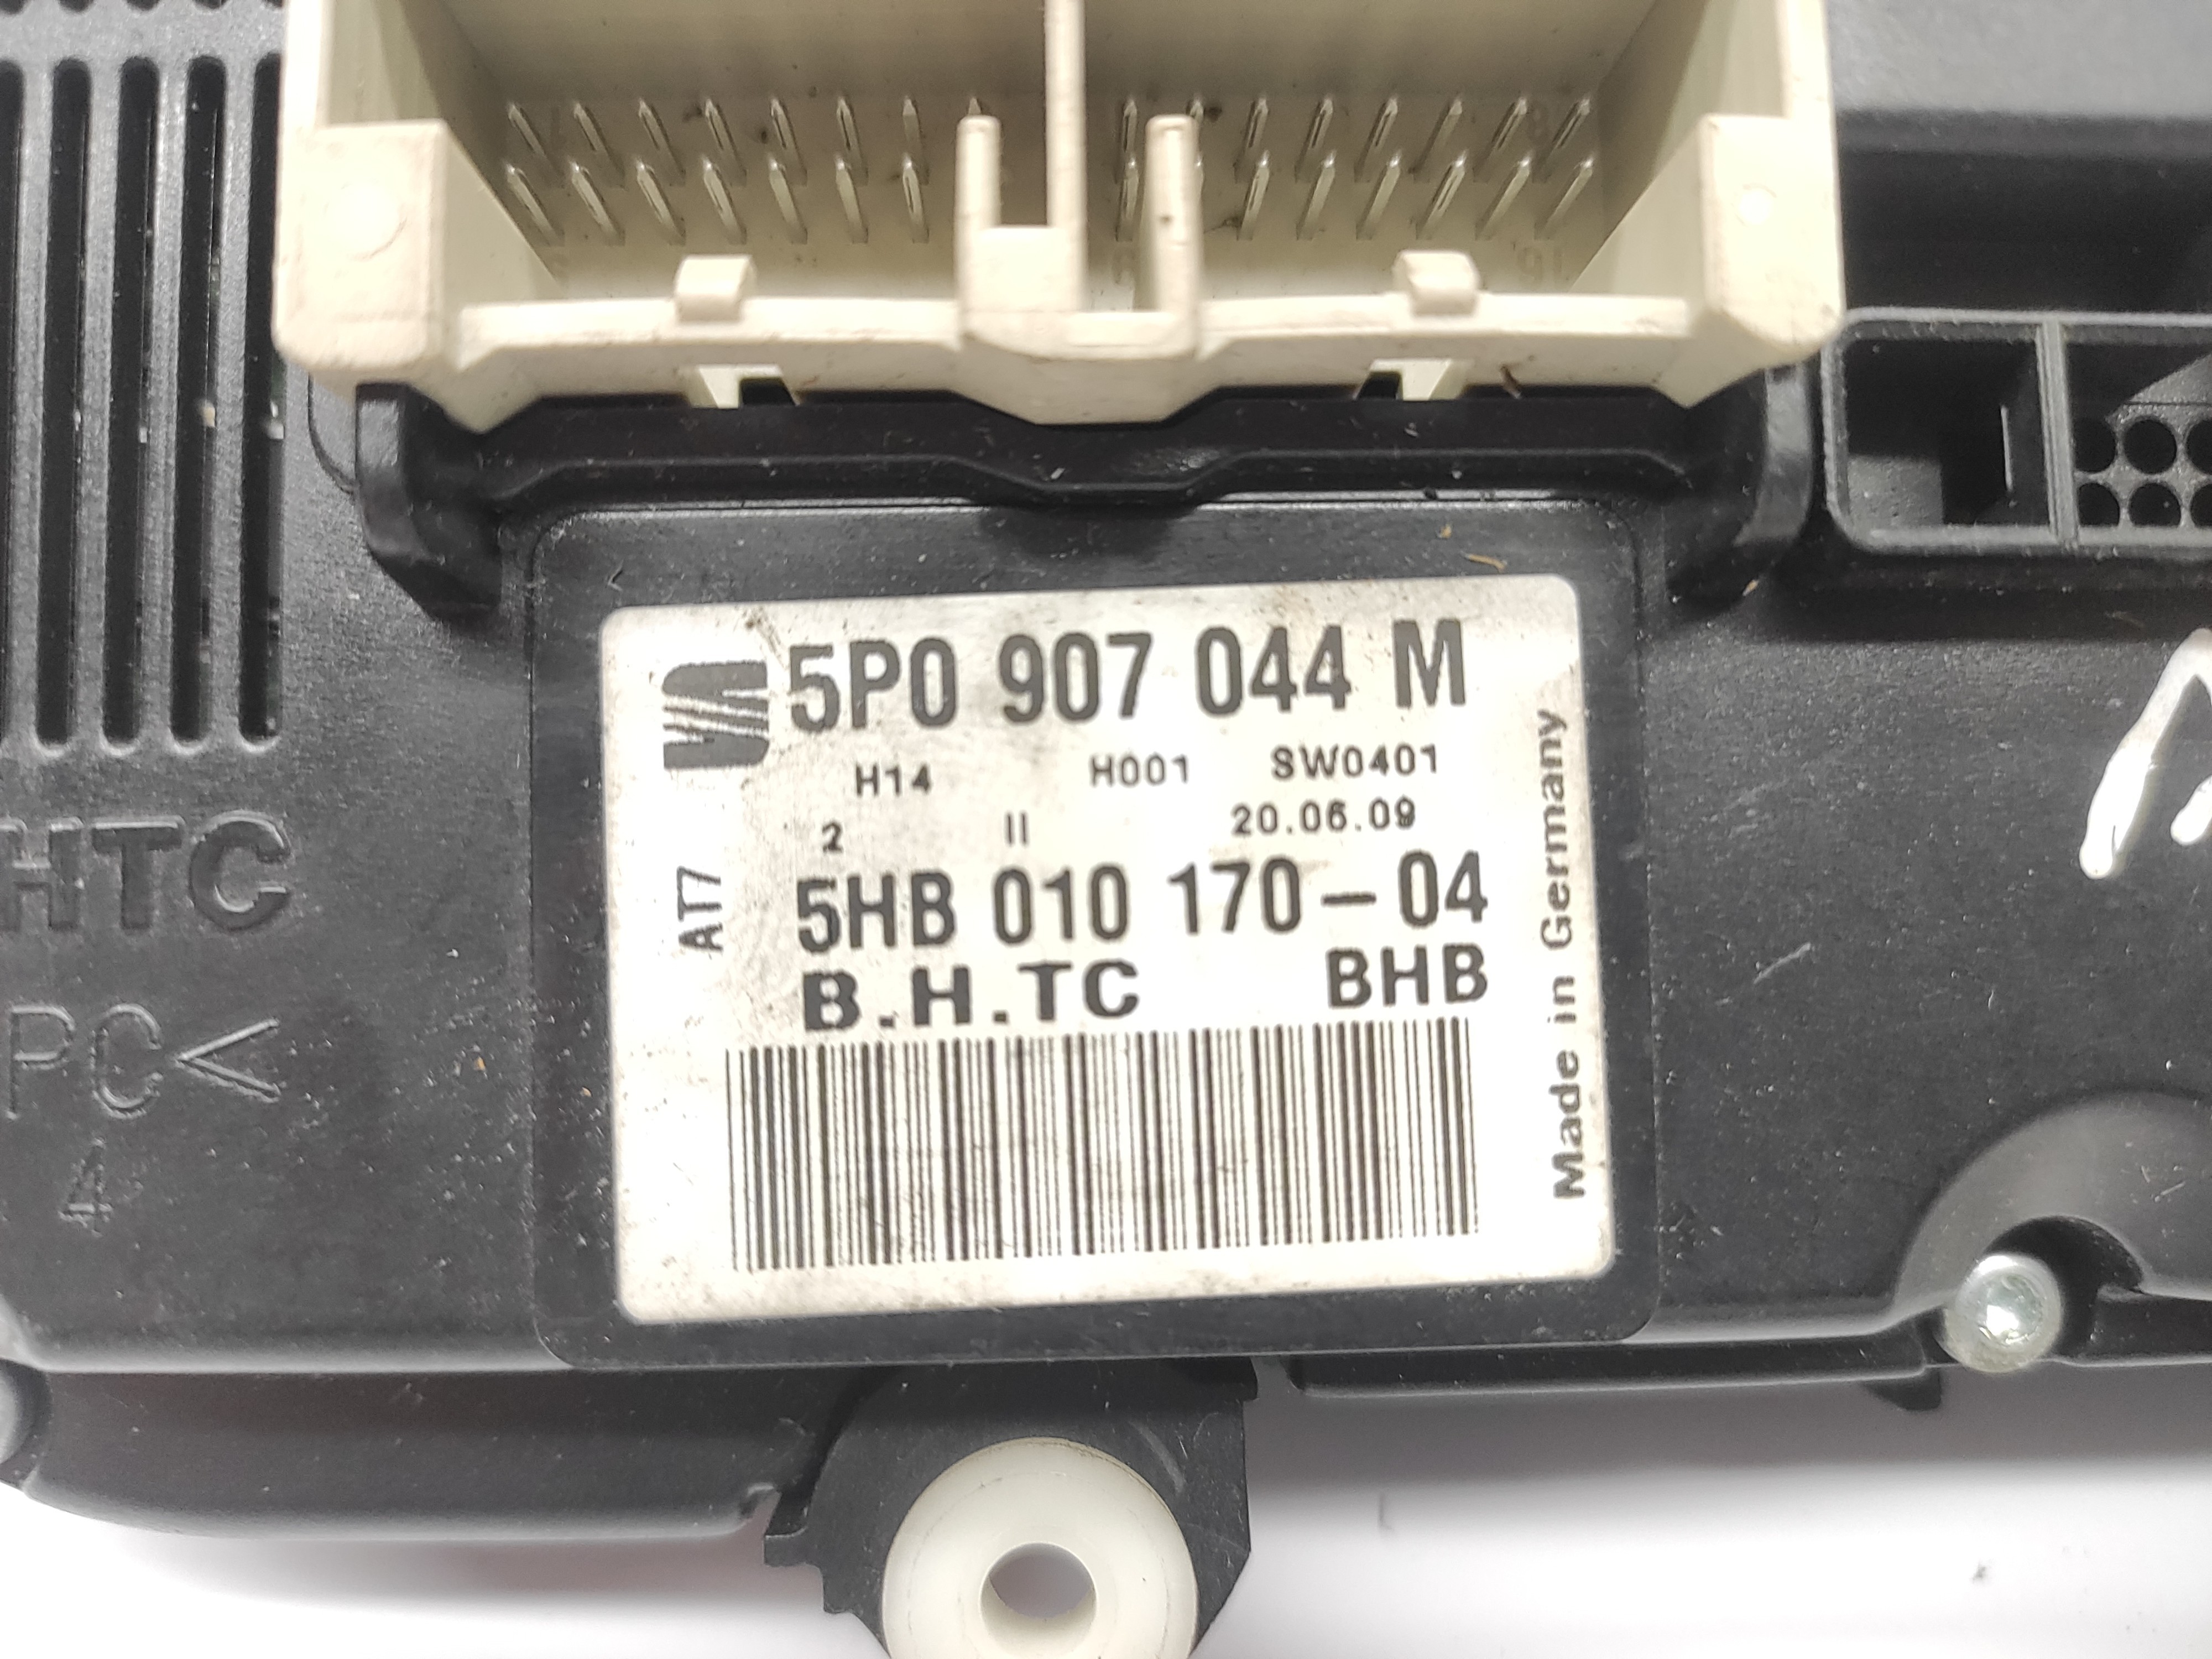 5P0 907 044 M
H14 H001 SW0401
2 II 20.06.09
AT7
5HB 010 170-04
B.H.TC BHB
Made in Germany
HTC
PC<
4